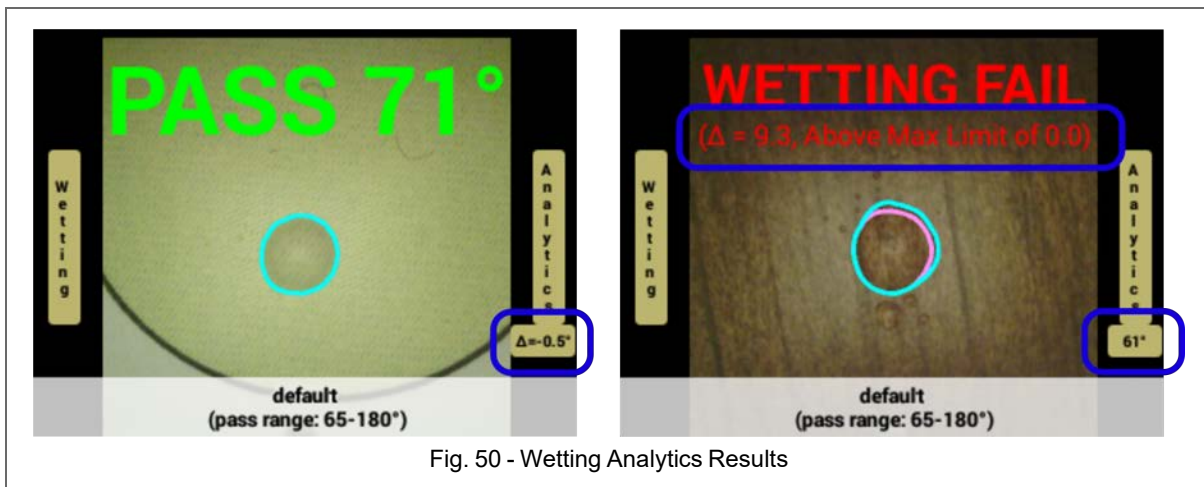 PASS 71°
Wetting
Analytics
Δ=-0.5°
default
(pass range: 65-180°)
WETTING FAIL
(Δ = 9.3, Above Max Limit of 0.0)
Wetting
Analytics
61°
default
(pass range: 65-180°)
Fig. 50 - Wetting Analytics Results